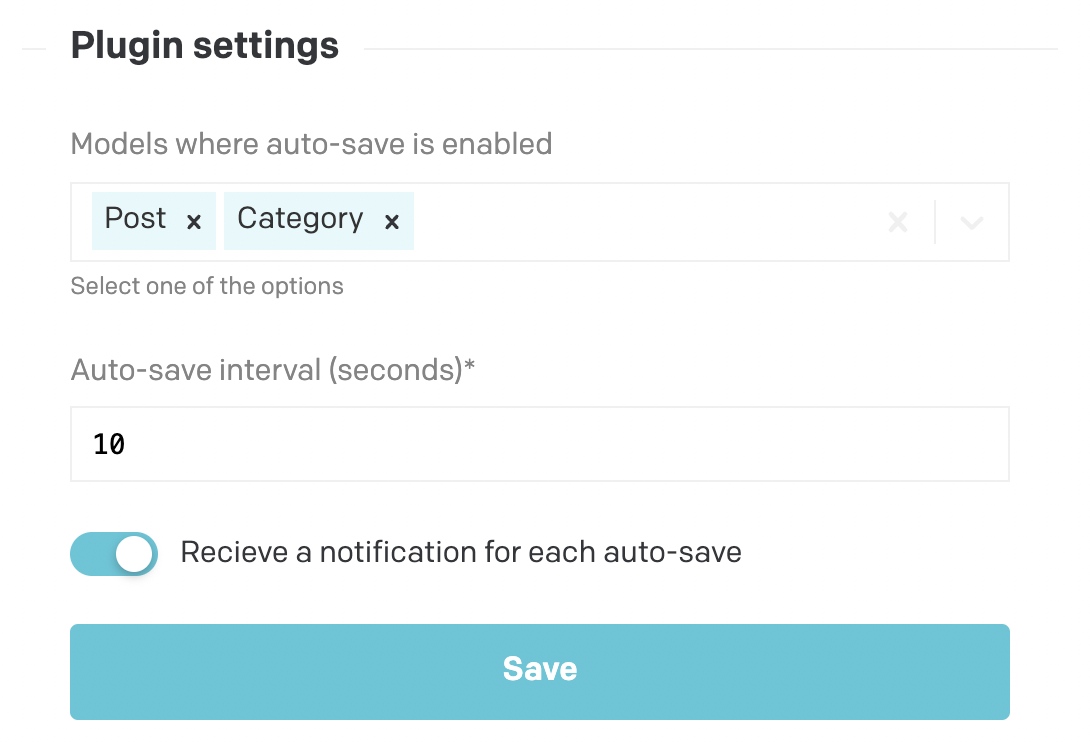 Plugin settings
Models where auto-save is enabled
Post × Category ×
Select one of the options
Auto-save interval (seconds)*
10
Recieve a notification for each auto-save
Save